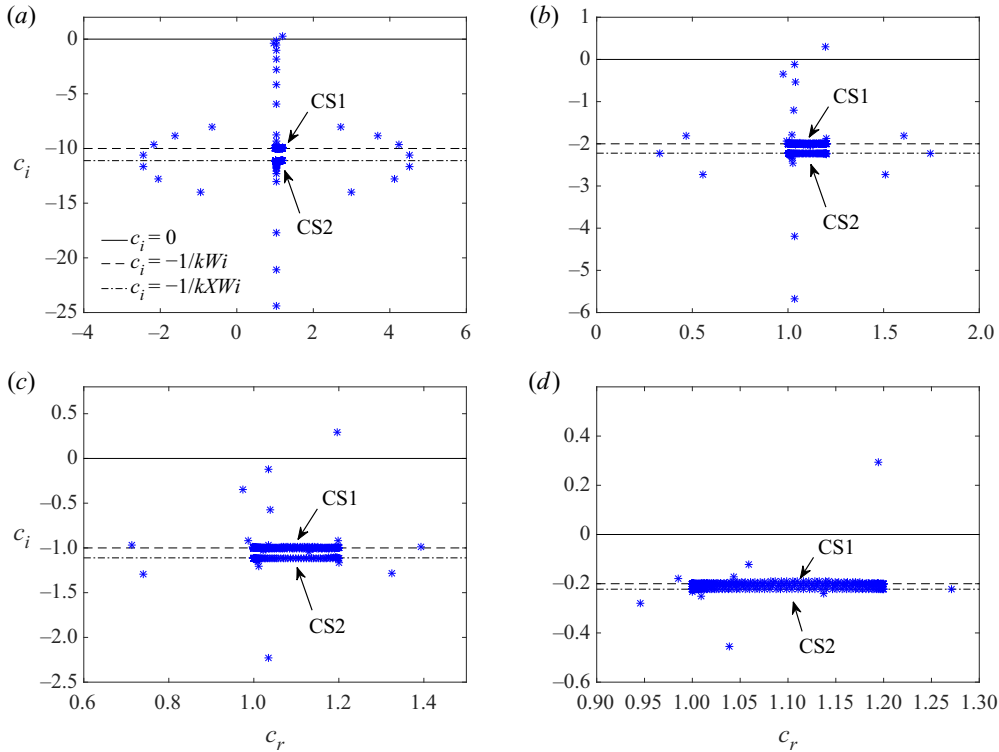 (a)
0
−5
−10
−15
−20
−25
c_i
CS1
CS2
c_i = 0
c_i = −1/kWi
c_i = −1/kXWi
−4
−2
0
2
4
6
(b)
1
0
−1
−2
−3
−4
−5
−6
CS1
CS2
0
0.5
1.0
1.5
2.0
(c)
0.5
0
−0.5
−1.0
−1.5
−2.0
−2.5
c_i
CS1
CS2
0.6
0.8
1.0
1.2
1.4
c_r
(d)
0.4
0.2
0
−0.2
−0.4
−0.6
CS1
CS2
0.90
0.95
1.00
1.05
1.10
1.15
1.20
1.25
1.30
c_r